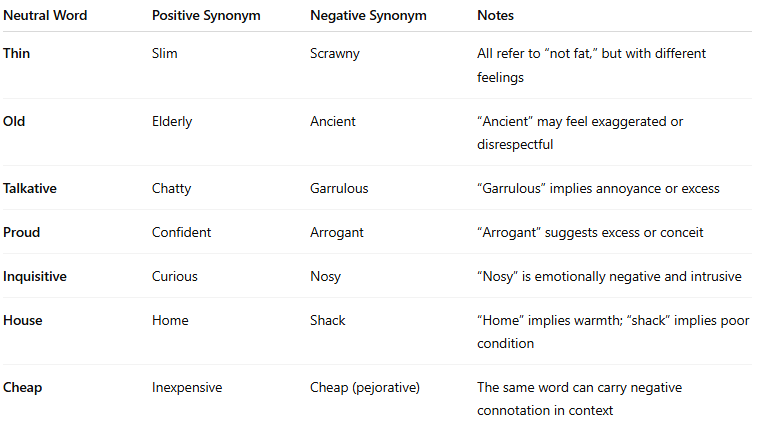 Neutral Word Positive Synonym Negative Synonym Notes
Thin Slim Scrawny All refer to “not fat,” but with different
feelings
Old Elderly Ancient “Ancient” may feel exaggerated or
disrespectful
Talkative Chatty Garrulous “Garrulous” implies annoyance or excess
Proud Confident Arrogant “Arrogant” suggests excess or conceit
Inquisitive Curious Nosy “Nosy” is emotionally negative and intrusive
House Home Shack “Home” implies warmth; “shack” implies poor
condition
Cheap Inexpensive Cheap (pejorative) The same word can carry negative
connotation in context